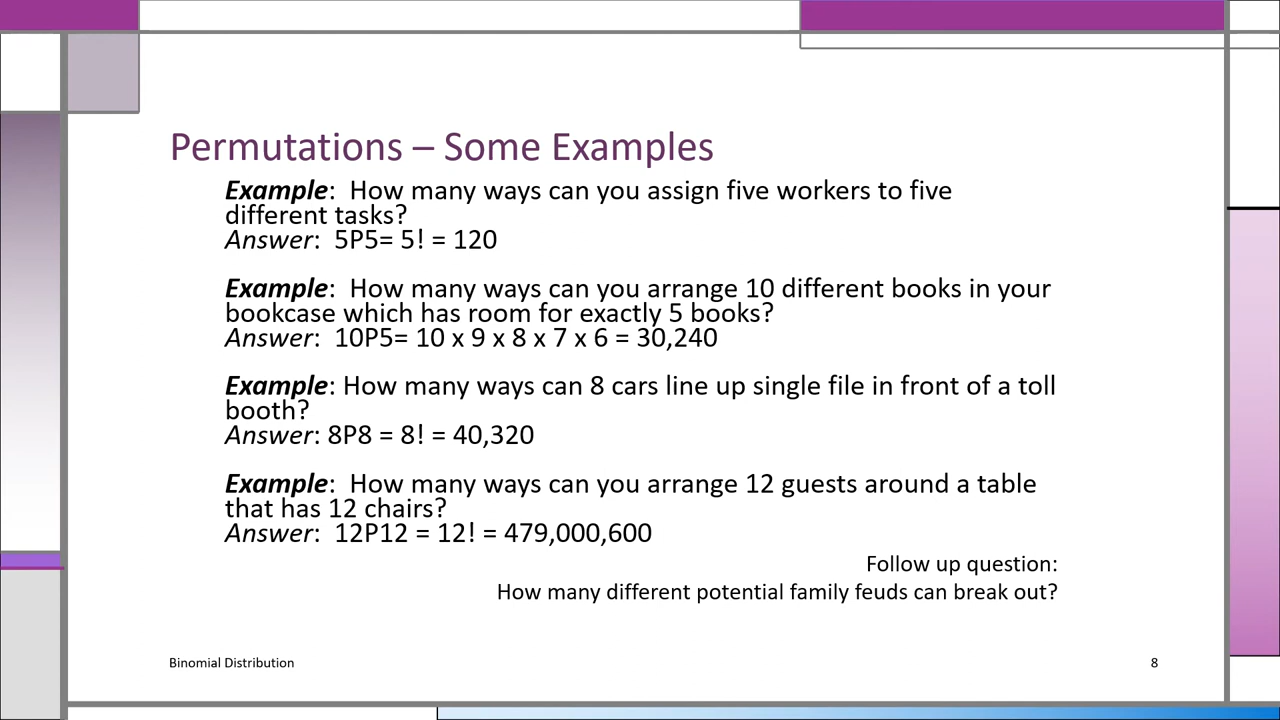 Permutations – Some Examples
Example:  How many ways can you assign five workers to five
different tasks?
Answer:  5P5= 5! = 120
Example:  How many ways can you arrange 10 different books in your
bookcase which has room for exactly 5 books?
Answer:  10P5= 10 x 9 x 8 x 7 x 6 = 30,240
Example: How many ways can 8 cars line up single file in front of a toll
booth?
Answer: 8P8 = 8! = 40,320
Example:  How many ways can you arrange 12 guests around a table
that has 12 chairs?
Answer:  12P12 = 12! = 479,000,600
Follow up question:
How many different potential family feuds can break out?
Binomial Distribution
8